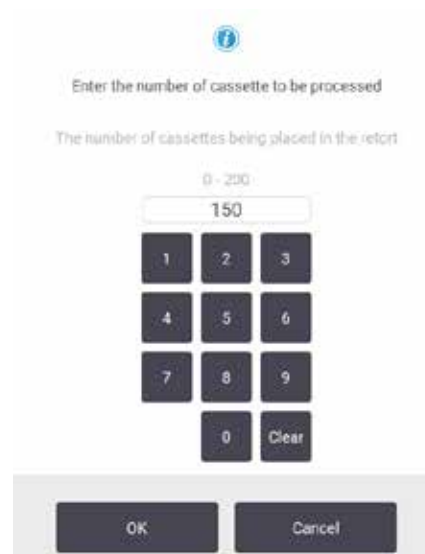 i
Enter the number of cassette to be processed
The number of cassettes being placed in the retort
0 - 200
150
1 2 3
4 5 6
7 8 9
0 Clear
OK Cancel